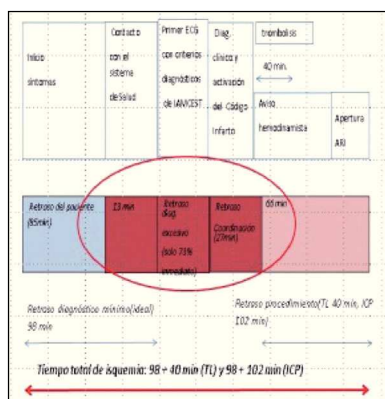 Inicio
síntomas
Contacto
con el
sistema
de Salud
Primer ECG
con criterios
diagnósticos
de IAMCEST
Diag.
clínico y
activación
del Código
Infarto
trombolisis
40 min.
Aviso
hemodinamista
Apertura
ARI
Retraso del paciente
(85min)
13 min
Retraso
diag.
excesivo
(solo 73%
inmediato)
Retraso
Coordinación
(27min)
66 min
Retraso diagnóstico mínimo(ideal)
98 min
Retraso procedimiento(TL 40 min, ICP
102 min)
Tiempo total de isquemia: 98 + 40 min (TL) y 98 + 102 min (ICP)